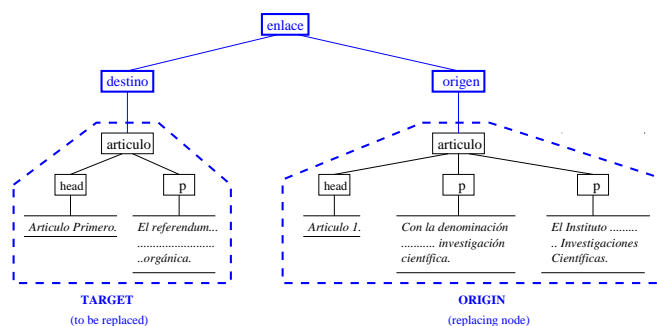 enlace
destino
origen
articulo
articulo
head
p
head
p
p
Articulo Primero.
El referendum...
........................
..orgánica.
Articulo 1.
Con la denominación
........... investigación
científica.
El Instituto .........
.. Investigaciones
Científicas.
TARGET
(to be replaced)
ORIGIN
(replacing node)